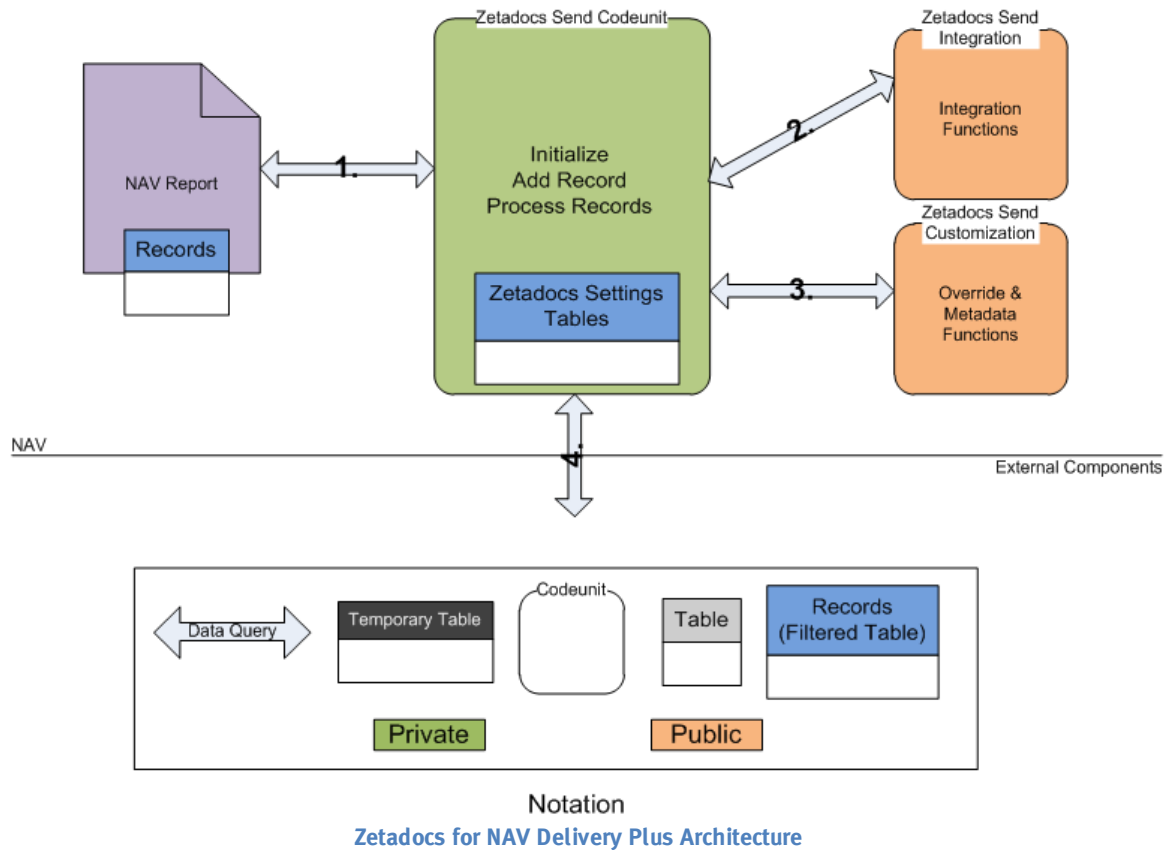 Zetadocs Send Codeunit
Zetadocs Send
Integration
NAV Report
Records
1.
Initialize
Add Record
Process Records
Zetadocs Settings
Tables
2.
Integration
Functions
Zetadocs Send
Customization
3.
Override &
Metadata
Functions
4.
NAV
External Components
Data Query
Temporary Table
Codeunit
Table
Records
(Filtered Table)
Private
Public
Notation
Zetadocs for NAV Delivery Plus Architecture